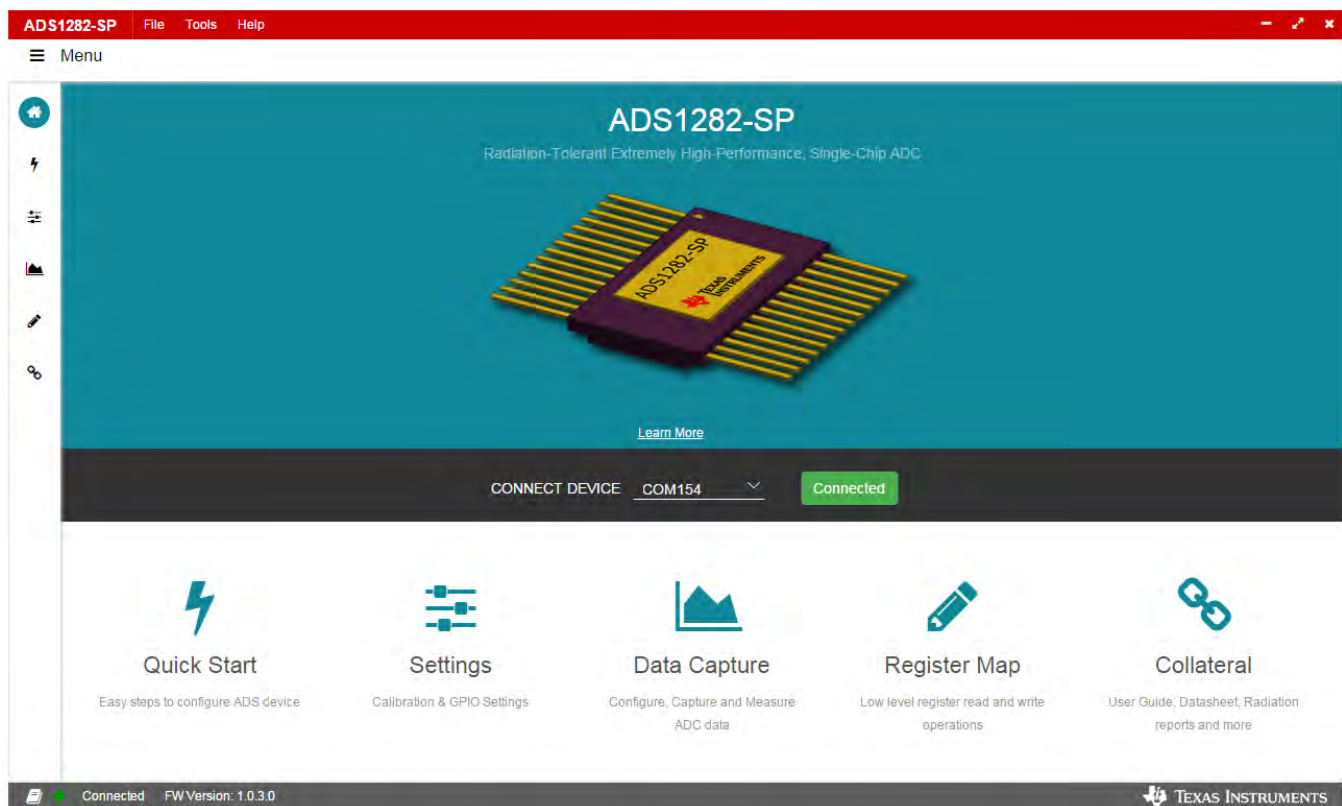 ADS1282-SP File Tools Help
Menu
ADS1282-SP
Radiation-Tolerant Extremely High-Performance, Single-Chip ADC
ADS1282-SP
TEXAS
INSTRUMENTS
Learn More
CONNECT DEVICE COM154 Connected
Quick Start Settings Data Capture Register Map Collateral
Easy steps to configure ADS device Calibration & GPIO Settings Configure, Capture and Measure Low level register read and write User Guide, Datasheet, Radiation
ADC data operations reports and more
Connected FW Version: 1.0.3.0 TEXAS INSTRUMENTS